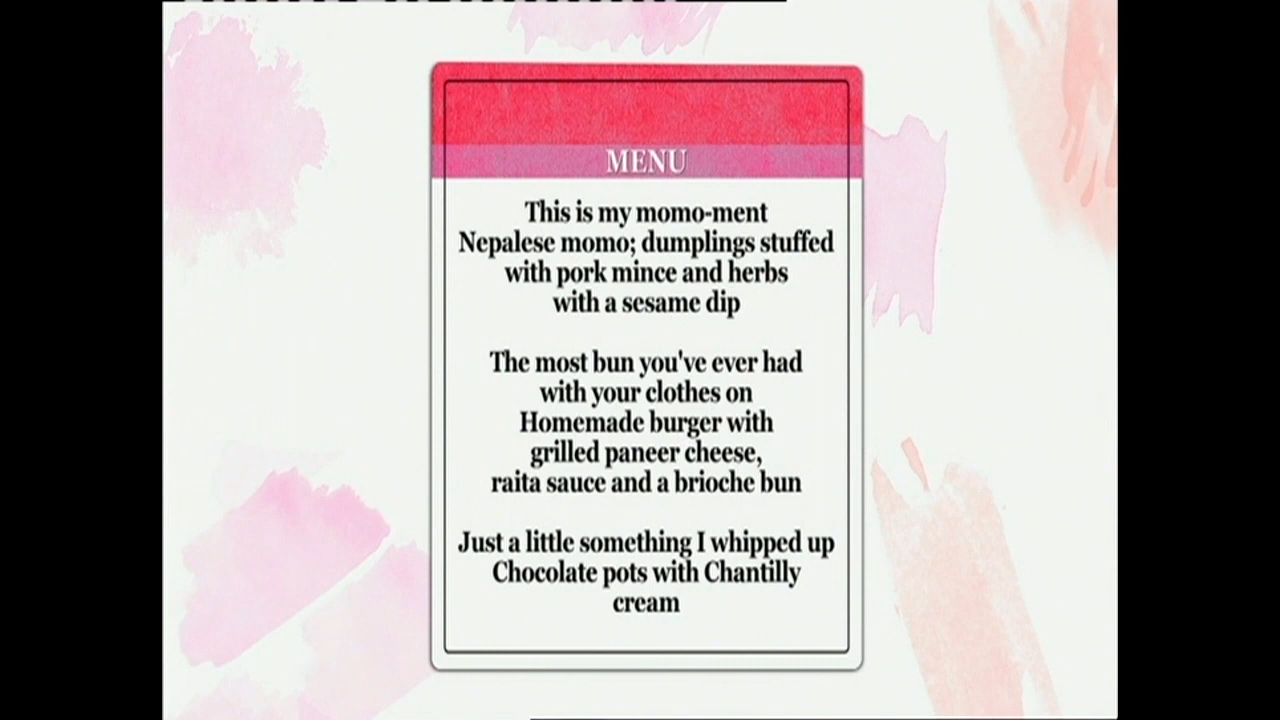 MENU
This is my momo-ment
Nepalese momo; dumplings stuffed
with pork mince and herbs
with a sesame dip
The most bun you've ever had
with your clothes on
Homemade burger with
grilled paneer cheese,
raita sauce and a brioche bun
Just a little something I whipped up
Chocolate pots with Chantilly
cream